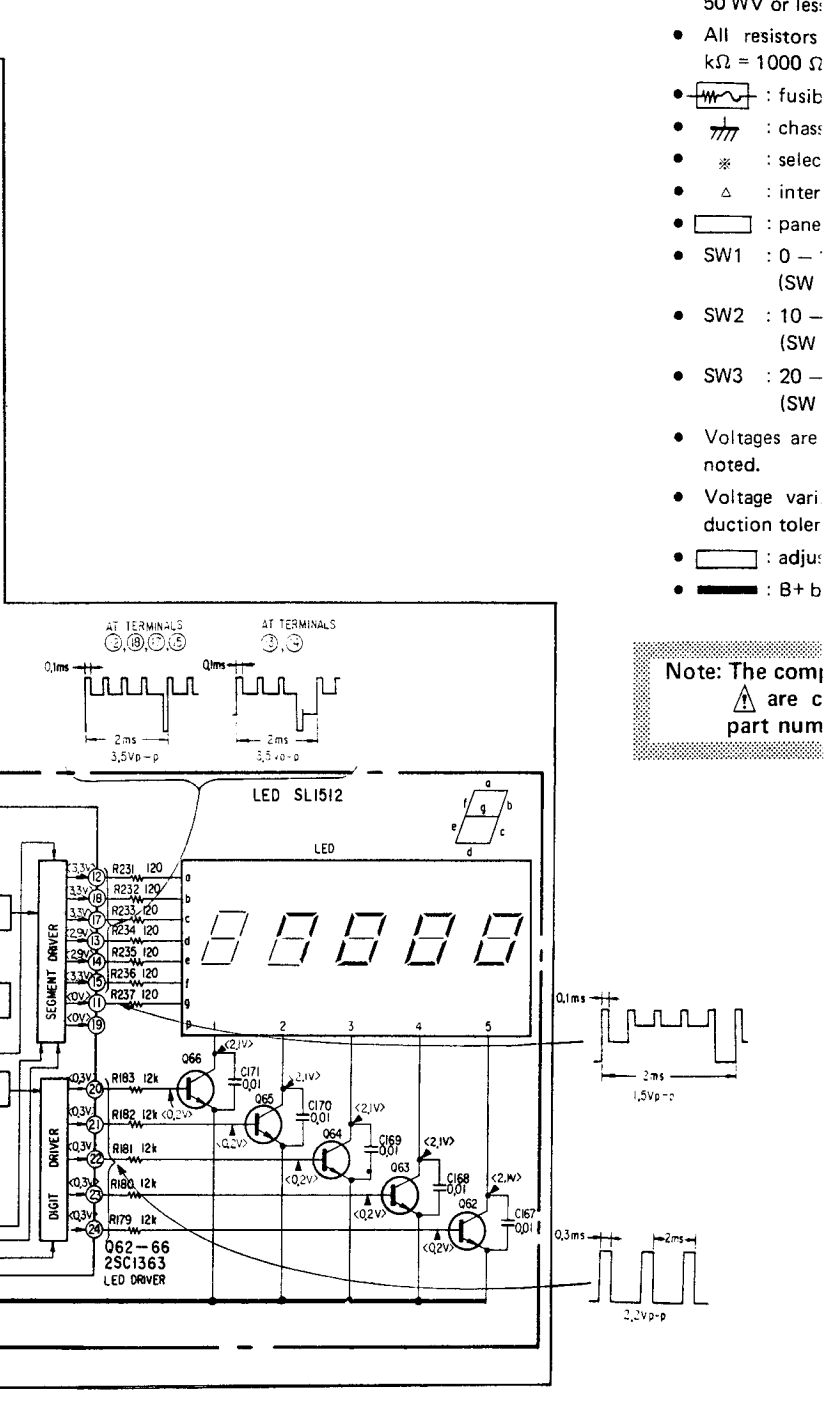 50 WV or les
● All resistors
kΩ = 1000 Ω
● : fusib
● : chas
● ※ : selec
● △ : inter
● : pane
● SW1 : 0 –
(SW
● SW2 : 10 –
(SW
● SW3 : 20 –
(SW
● Voltages are
noted.
● Voltage vari
duction toler
● : adju
● : B+ b
Note: The comp
⚠ are c
part num
AT TERMINALS
⑫,⑱,⑰,⑮
0,1ms
2ms
3,5Vp–p
AT TERMINALS
⑬,⑭
0,1ms
2ms
3,5Vp-p
LED SL1512
a
f g b
e c
d
LED
SEGMENT DRIVER
<3,3V> ⑫ R231 120 a
3,3V> ⑱ R232 120 b
3,3V> ⑰ R233 120 c
<2,9V ⑬ R234 120 d
<2,9V ⑭ R235 120 e
<3,3V> ⑮ R236 120 f
<0V> ⑪ R237 120 g
<0V> ⑲ p
1 2 3 4 5
0,1ms
2ms
1,5Vp-p
DIGIT DRIVER
<0,3V> ⑳ R183 12k
<0,3V> ㉑ R182 12k
<0,3V> ㉒ R181 12k
<0,3V> ㉓ R180 12k
<0,3V> ㉔ R179 12k
Q66 <2,1V> C171 0,01 <0,2V>
Q65 <2,1V> C170 0,01 <0,2V>
Q64 <2,1V> C169 0,01 <0,2V>
Q63 <2,1V> C168 0,01 <0,2V>
Q62 <2,1V> C167 0,01 <0,2V>
Q62–66
2SC1363
LED DRIVER
0,3ms
2ms
2,2Vp-p